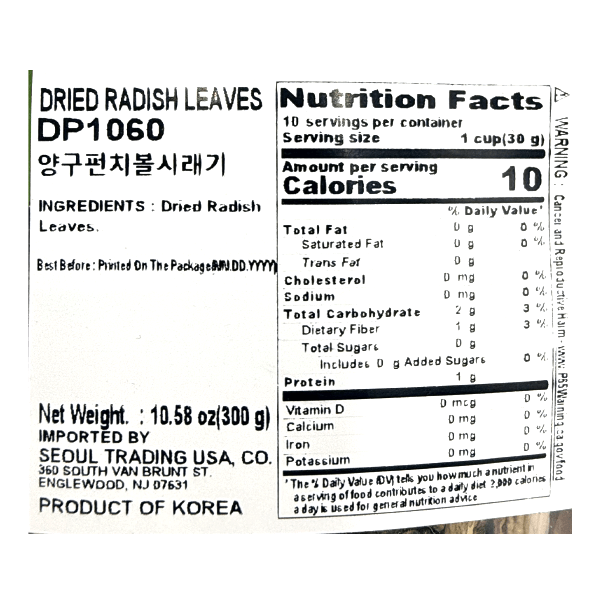 DRIED RADISH LEAVES
DP1060
양구펀치볼시래기
INGREDIENTS : Dried Radish
Leaves.
Best Before : Printed On The Package(MM.DD.YYYY)
Net Weight. : 10.58 oz(300 g)
IMPORTED BY
SEOUL TRADING USA, CO.
360 SOUTH VAN BRUNT ST.
ENGLEWOOD, NJ 07631
PRODUCT OF KOREA
Nutrition Facts
10 servings per container
Serving size 1 cup(30 g)
Amount per serving
Calories 10
% Daily Value*
Total Fat 0 g 0 %
Saturated Fat 0 g 0 %
Trans Fat 0 g
Cholesterol 0 mg 0 %
Sodium 0 mg 0 %
Total Carbohydrate 2 g 3 %
Dietary Fiber 1 g 3 %
Total Sugars 0 g
Includes 0 g Added Sugars 0 %
Protein 1 g
Vitamin D 0 mcg 0 %
Calcium 0 mg 0 %
Iron 0 mg 0 %
Potassium 0 mg 0 %
*The % Daily Value (DV) tells you how much a nutrient in
a serving of food contributes to a daily diet 2,000 calories
a day is used for general nutrition advice
⚠ WARNING : Cancer and Reproductive Harm - www.P65Warning.ca.gov/food